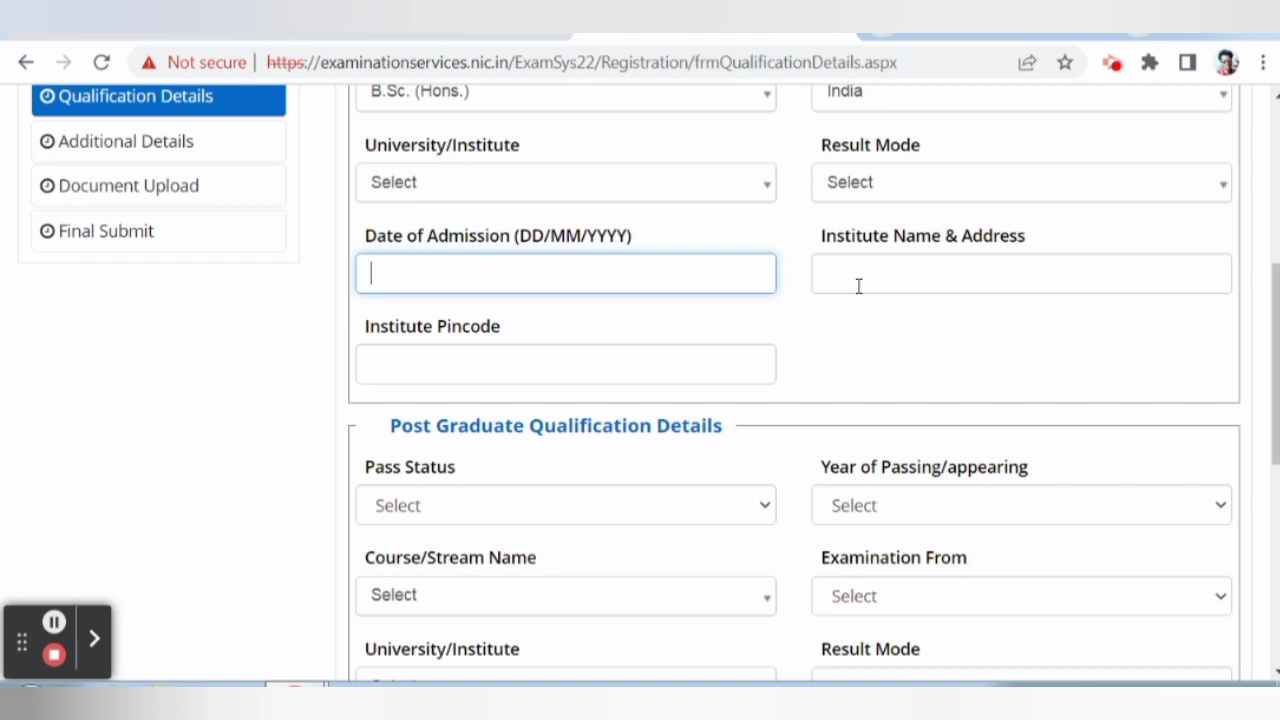 Not secure | https://examinationservices.nic.in/ExamSys22/Registration/frmQualificationDetails.aspx
Qualification Details
Additional Details
Document Upload
Final Submit
B.Sc. (Hons.) India
University/Institute Result Mode
Select Select
Date of Admission (DD/MM/YYYY) Institute Name & Address
Institute Pincode
Post Graduate Qualification Details
Pass Status Year of Passing/appearing
Select Select
Course/Stream Name Examination From
Select Select
University/Institute Result Mode